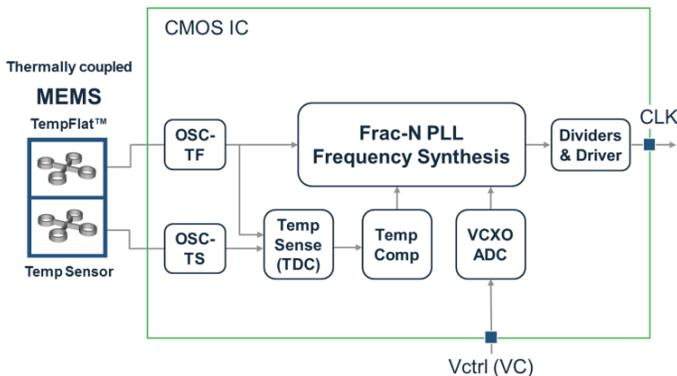 CMOS IC
Thermally coupled
MEMS
TempFlat™
Temp Sensor
OSC-
TF
OSC-
TS
Frac-N PLL
Frequency Synthesis
Temp
Sense
(TDC)
Temp
Comp
VCXO
ADC
Dividers
& Driver
CLK
Vctrl (VC)